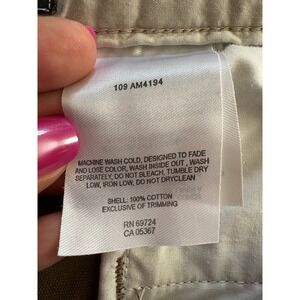 109 AM4194
MACHINE WASH COLD, DESIGNED TO FADE
AND LOSE COLOR, WASH INSIDE OUT, WASH
SEPARATELY, DO NOT BLEACH, TUMBLE DRY
LOW, IRON LOW, DO NOT DRYCLEAN
SHELL: 100% COTTON
EXCLUSIVE OF TRIMMING
RN 69724
CA 05367